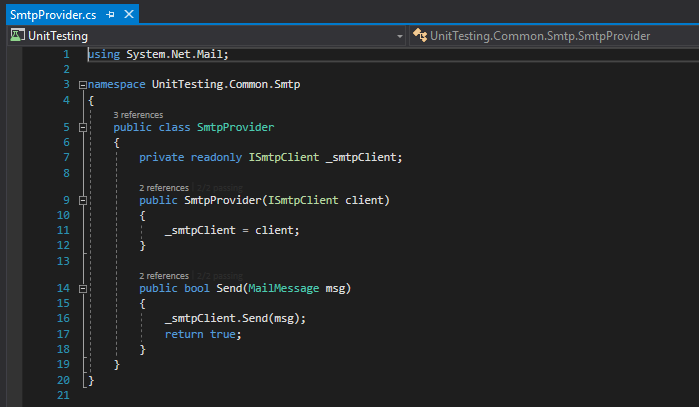 SmtpProvider.cs
UnitTesting
UnitTesting.Common.Smtp.SmtpProvider
1 using System.Net.Mail;
2
3 namespace UnitTesting.Common.Smtp
4 {
3 references
5 public class SmtpProvider
6 {
7 private readonly ISmtpClient _smtpClient;
8
2 references | 2/2 passing
9 public SmtpProvider(ISmtpClient client)
10 {
11 _smtpClient = client;
12 }
13
2 references | 2/2 passing
14 public bool Send(MailMessage msg)
15 {
16 _smtpClient.Send(msg);
17 return true;
18 }
19 }
20 }
21